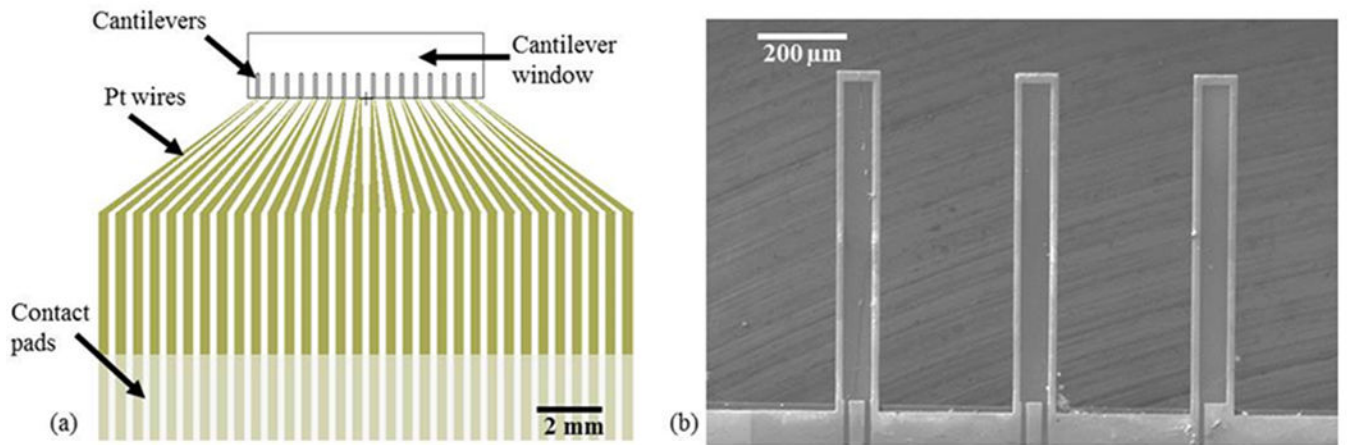 Cantilevers
Cantilever
window
Pt wires
Contact
pads
2 mm
(a)
200 µm
(b)